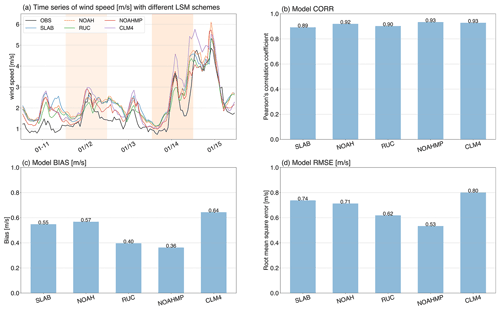 (a) Time series of wind speed [m/s] with different LSM schemes
OBS NOAH NOAHMP
SLAB RUC CLM4
wind speed [m/s]
6
5
4
3
2
1
01-11 01/12 01/13 01/14 01/15
(b) Model CORR
Pearson's correlation coefficient
1.0
0.8
0.6
0.4
0.2
0.0
0.89 0.92 0.90 0.93 0.93
SLAB NOAH RUC NOAHMP CLM4
(c) Model BIAS [m/s]
Bias [m/s]
1.0
0.8
0.6
0.4
0.2
0.0
0.55 0.57 0.40 0.36 0.64
SLAB NOAH RUC NOAHMP CLM4
(d) Model RMSE [m/s]
Root mean square error [m/s]
1.0
0.8
0.6
0.4
0.2
0.0
0.74 0.71 0.62 0.53 0.80
SLAB NOAH RUC NOAHMP CLM4